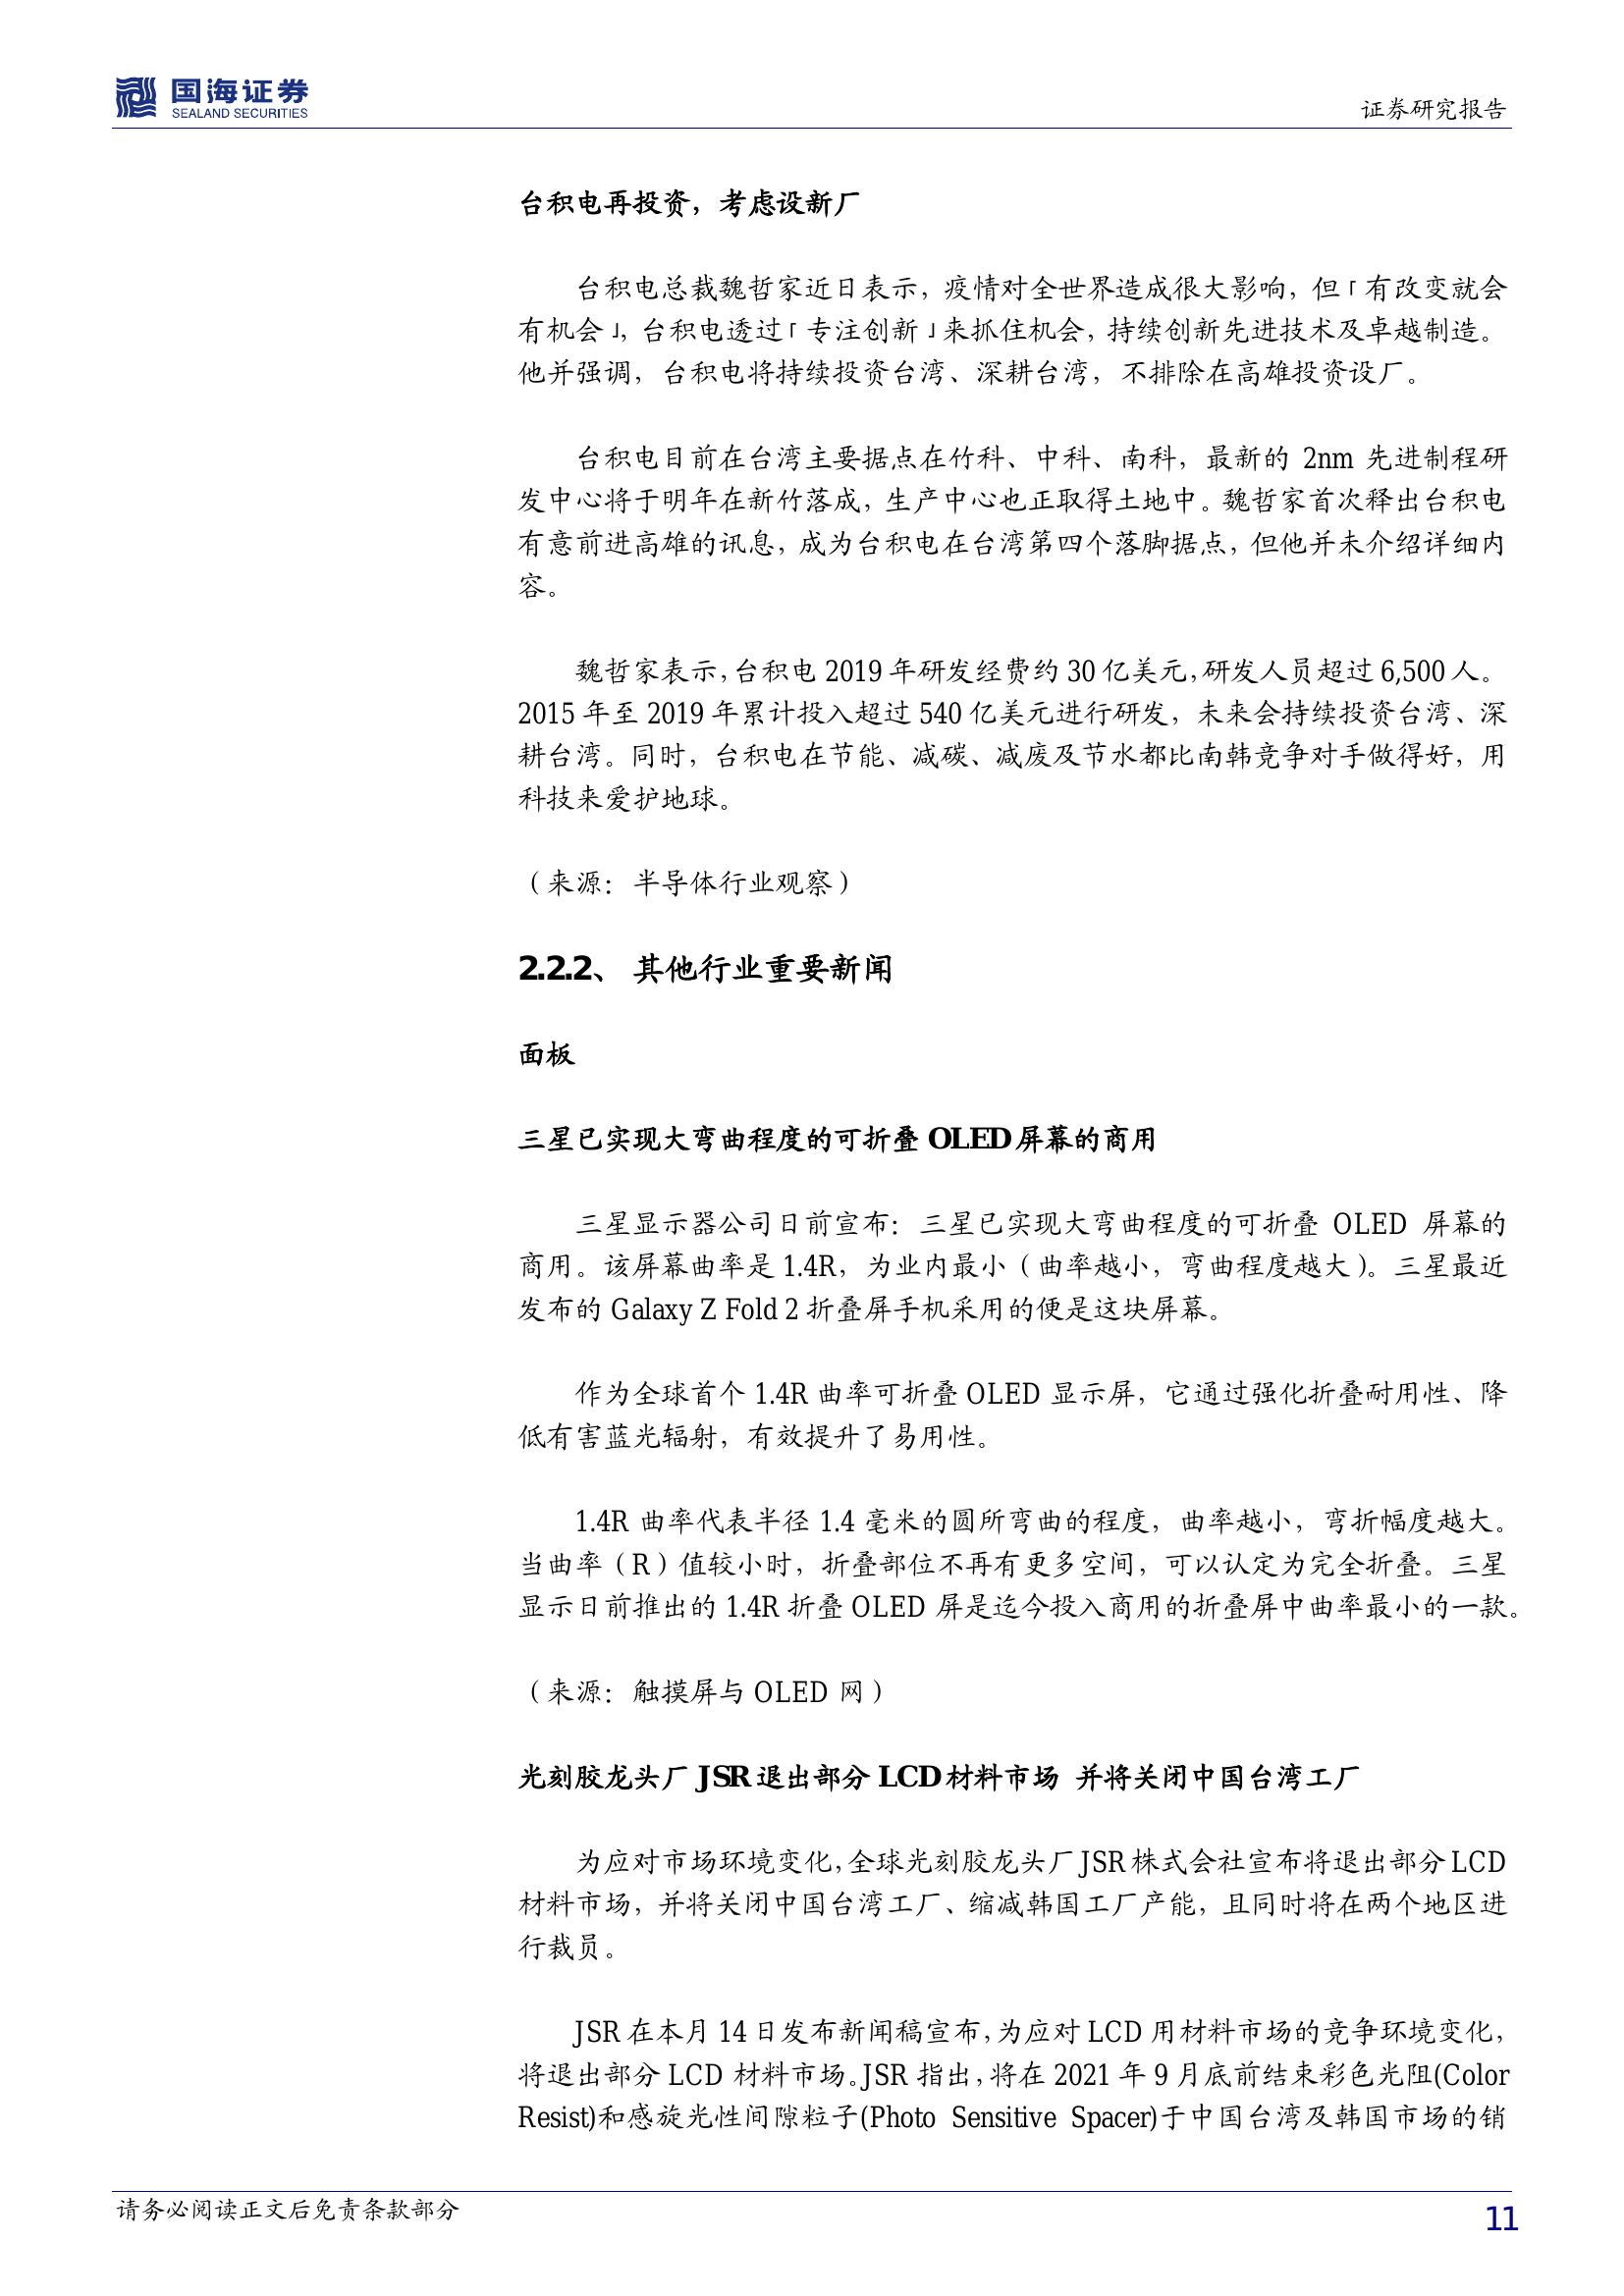 国海证券
SEALAND SECURITIES
证券研究报告
台积电再投资，考虑设新厂
台积电总裁魏哲家近日表示，疫情对全世界造成很大影响，但「有改变就会
有机会」，台积电透过「专注创新」来抓住机会，持续创新先进技术及卓越制造。
他并强调，台积电将持续投资台湾、深耕台湾，不排除在高雄投资设厂。
台积电目前在台湾主要据点在竹科、中科、南科，最新的 2nm 先进制程研
发中心将于明年在新竹落成，生产中心也正取得土地中。魏哲家首次释出台积电
有意前进高雄的讯息，成为台积电在台湾第四个落脚据点，但他并未介绍详细内
容。
魏哲家表示，台积电 2019 年研发经费约 30 亿美元，研发人员超过 6,500 人。
2015 年至 2019 年累计投入超过 540 亿美元进行研发，未来会持续投资台湾、深
耕台湾。同时，台积电在节能、减碳、减废及节水都比南韩竞争对手做得好，用
科技来爱护地球。
（来源：半导体行业观察）
2.2.2、 其他行业重要新闻
面板
三星已实现大弯曲程度的可折叠 OLED 屏幕的商用
三星显示器公司日前宣布：三星已实现大弯曲程度的可折叠 OLED 屏幕的
商用。该屏幕曲率是 1.4R，为业内最小（曲率越小，弯曲程度越大）。三星最近
发布的 Galaxy Z Fold 2 折叠屏手机采用的便是这块屏幕。
作为全球首个 1.4R 曲率可折叠 OLED 显示屏，它通过强化折叠耐用性、降
低有害蓝光辐射，有效提升了易用性。
1.4R 曲率代表半径 1.4 毫米的圆所弯曲的程度，曲率越小，弯折幅度越大。
当曲率（R）值较小时，折叠部位不再有更多空间，可以认定为完全折叠。三星
显示日前推出的 1.4R 折叠 OLED 屏是迄今投入商用的折叠屏中曲率最小的一款。
（来源：触摸屏与 OLED 网）
光刻胶龙头厂 JSR 退出部分 LCD 材料市场 并将关闭中国台湾工厂
为应对市场环境变化，全球光刻胶龙头厂 JSR 株式会社宣布将退出部分 LCD
材料市场，并将关闭中国台湾工厂、缩减韩国工厂产能，且同时将在两个地区进
行裁员。
JSR 在本月 14 日发布新闻稿宣布，为应对 LCD 用材料市场的竞争环境变化，
将退出部分 LCD 材料市场。JSR 指出，将在 2021 年 9 月底前结束彩色光阻(Color
Resist)和感旋光性间隙粒子(Photo Sensitive Spacer)于中国台湾及韩国市场的销
请务必阅读正文后免责条款部分
11